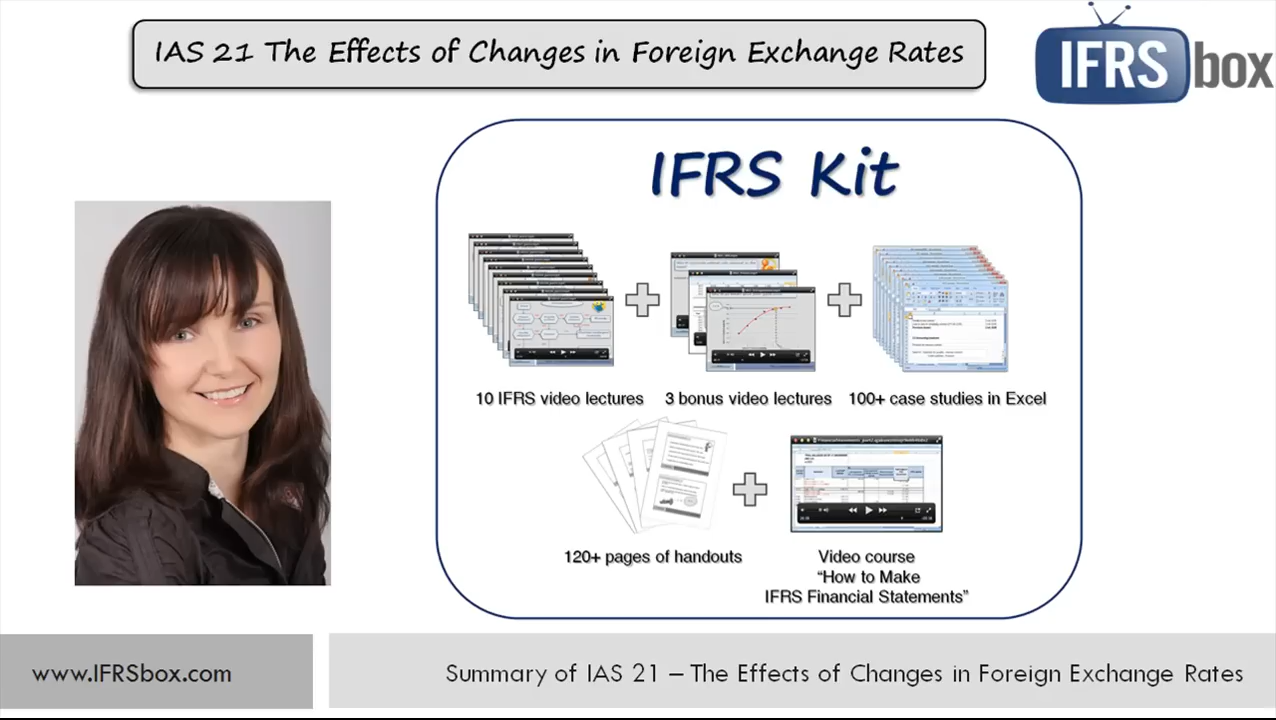 IAS 21 The Effects of Changes in Foreign Exchange Rates
IFRS box
IFRS Kit
10 IFRS video lectures
3 bonus video lectures
100+ case studies in Excel
120+ pages of handouts
Video course
“How to Make
IFRS Financial Statements”
www.IFRSbox.com
Summary of IAS 21 – The Effects of Changes in Foreign Exchange Rates